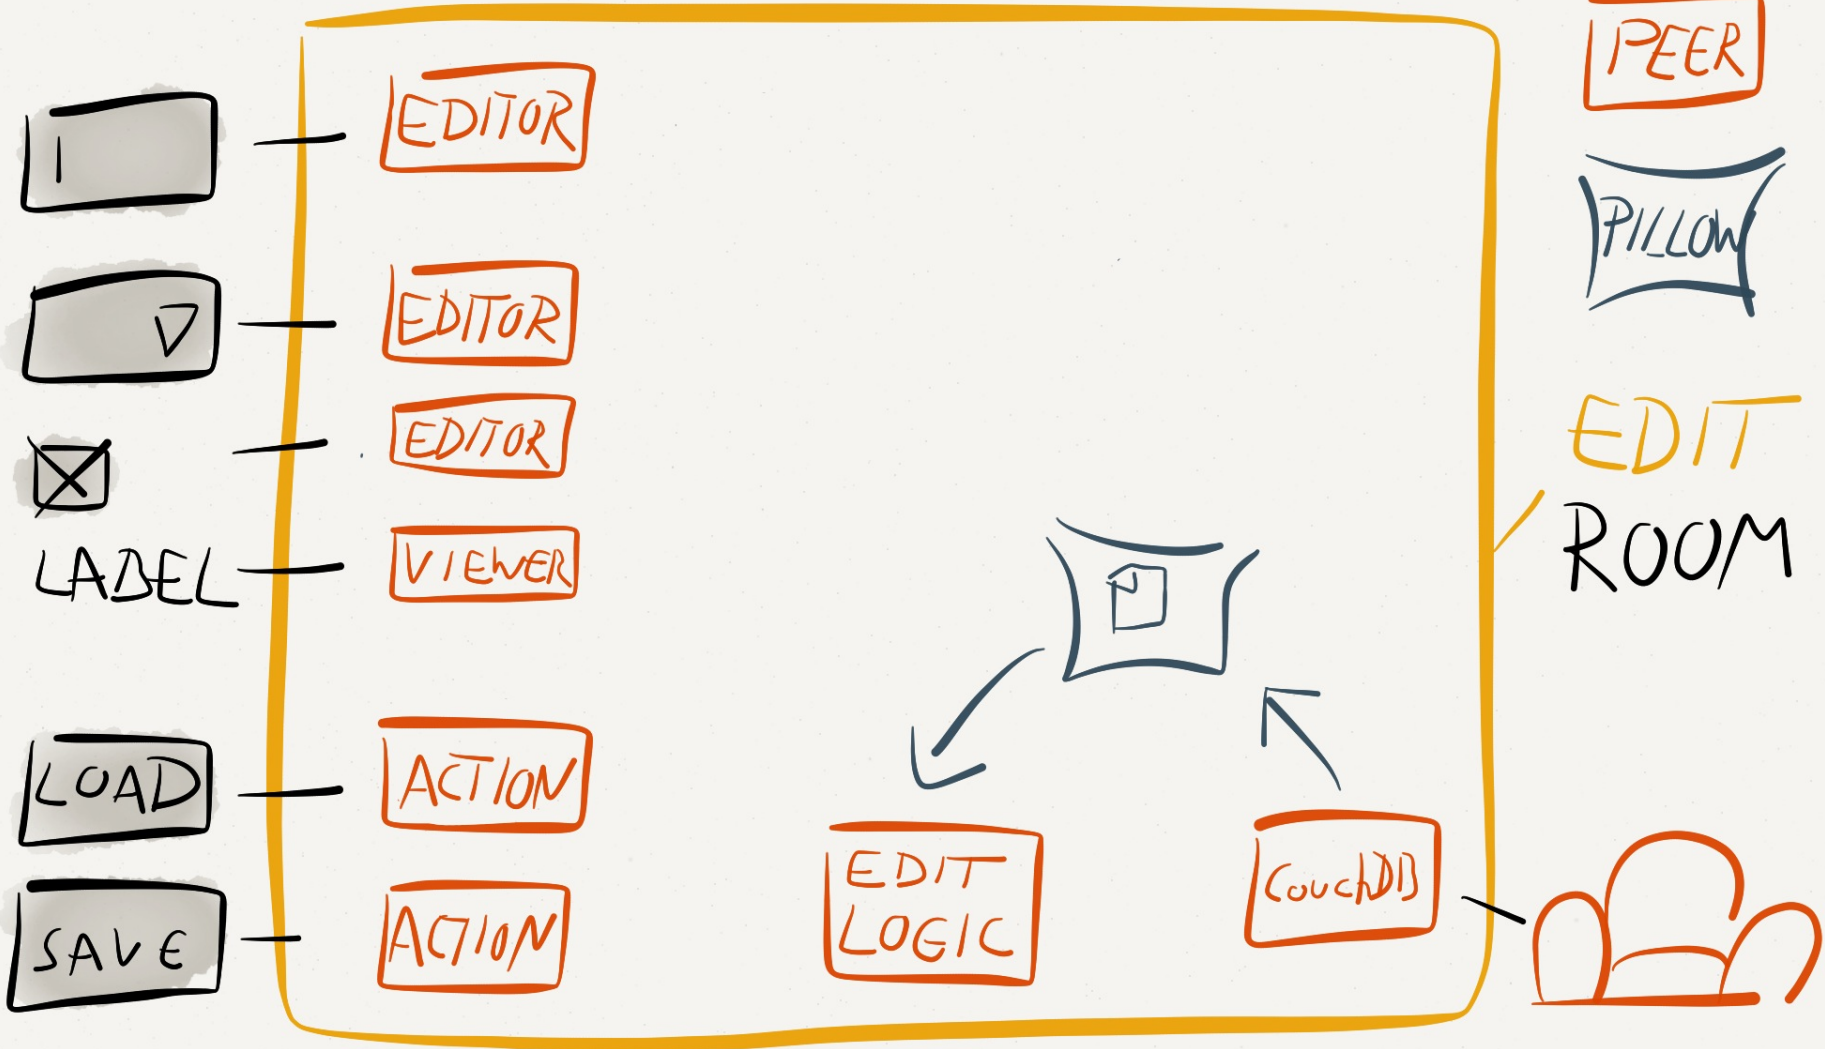 EDITOR
EDITOR
EDITOR
LABEL
VIEWER
LOAD
ACTION
SAVE
ACTION
EDIT
LOGIC
CouchDB
PEER
PILLOW
EDIT
ROOM